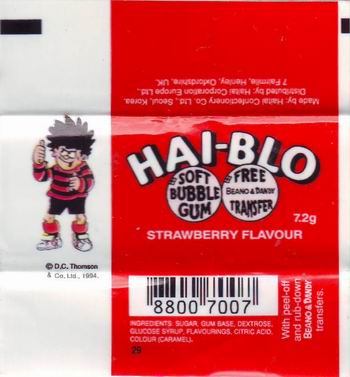 Made by: Haitai Confectionery Co. Ltd., Seoul, Korea.
Distributed by: Haitai Corporation Europe Ltd.,
7 Fairmile, Henley, Oxfordshire, UK.
HAI-BLO
THE SOFT
BUBBLE
GUM
THE FREE
BEANO & DANDY
TRANSFER
7.2g
STRAWBERRY FLAVOUR
© D.C. Thomson
& Co, Ltd., 1994.
8800 7007
INGREDIENTS: SUGAR, GUM BASE, DEXTROSE,
GLUCOSE SYRUP, FLAVOURINGS, CITRIC ACID,
COLOUR (CARAMEL).
29
With peel-off
and rub-down
BEANO & DANDY
transfers.